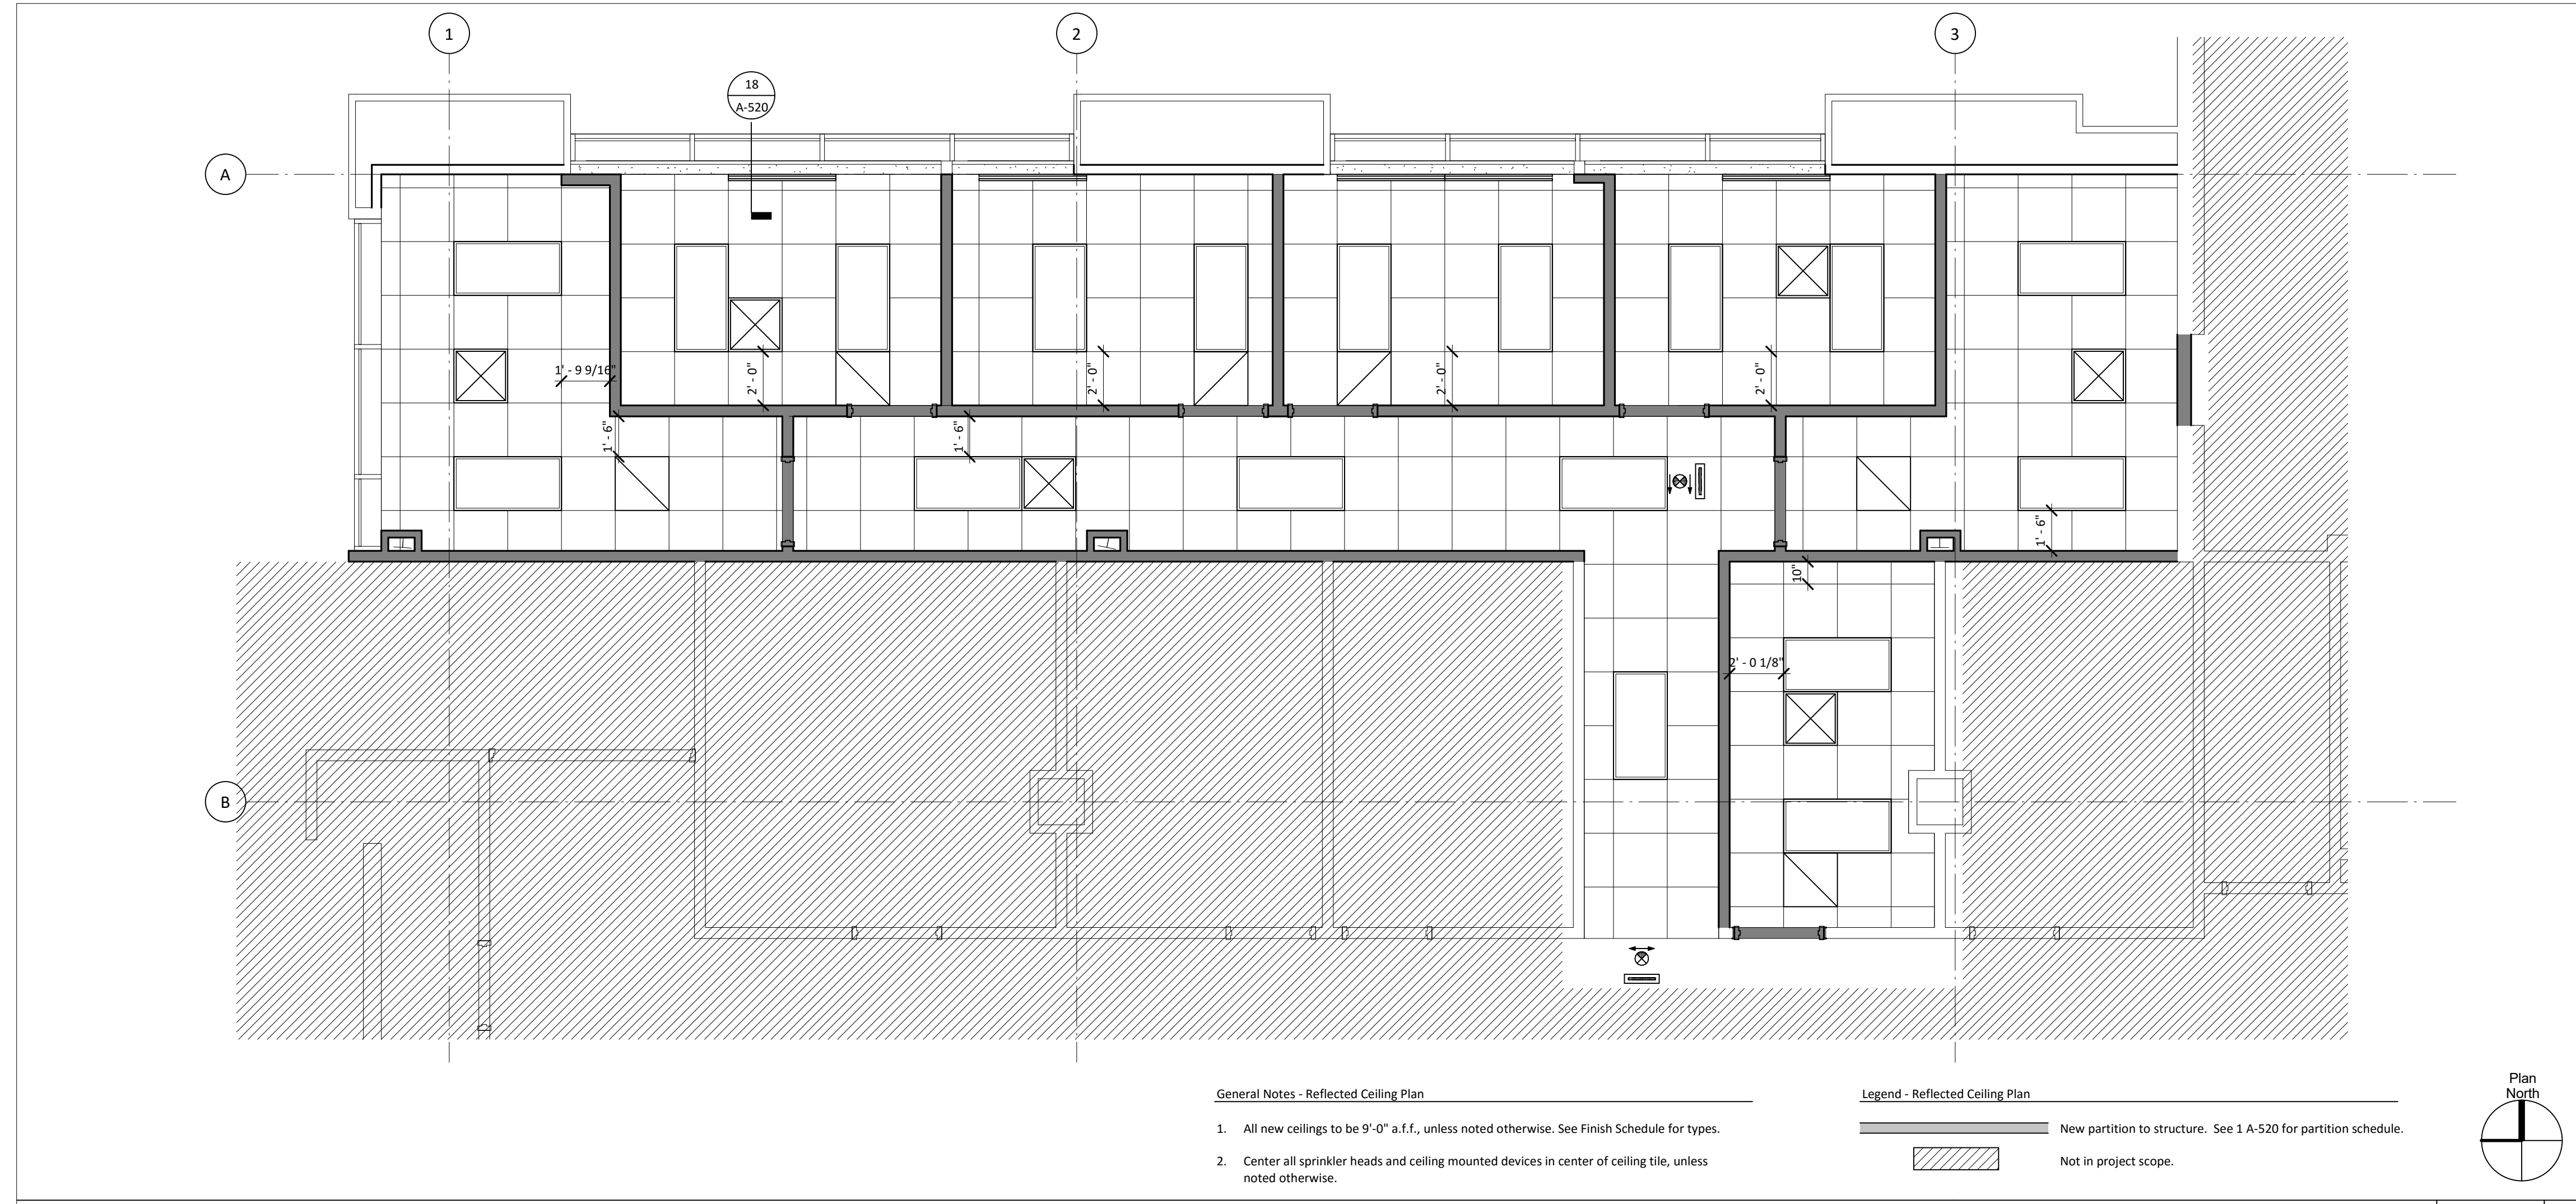 1
2
3
18
A-520
A
1' - 9 9/16"
2' - 0"
2' - 0"
2' - 0"
2' - 0"
1' - 6"
1' - 6"
1' - 6"
10"
2' - 0 1/8"
B
General Notes - Reflected Ceiling Plan
1. All new ceilings to be 9'-0" a.f.f., unless noted otherwise. See Finish Schedule for types.
2. Center all sprinkler heads and ceiling mounted devices in center of ceiling tile, unless
noted otherwise.
Legend - Reflected Ceiling Plan
New partition to structure. See 1 A-520 for partition schedule.
Not in project scope.
Plan
North